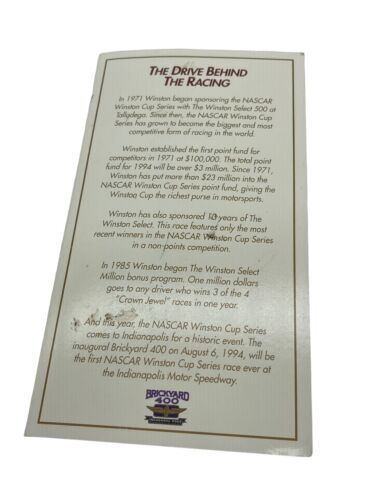 THE DRIVE BEHIND
THE RACING
In 1971 Winston began sponsoring the NASCAR
Winston Cup Series with The Winston Select 500 at
Talladega. Since then, the NASCAR Winston Cup
Series has grown to become the biggest and most
competitive form of racing in the world.
Winston established the first point fund for
competitors in 1971 at $100,000. The total point
fund for 1994 will be over $3 million. Since 1971,
Winston has put more than $23 million into the
NASCAR Winston Cup Series point fund, giving the
Winston Cup the richest purse in motorsports.
Winston has also sponsored 10 years of The
Winston Select. This race features only the most
recent winners in the NASCAR Winston Cup Series
in a non-points competition.
In 1985 Winston began The Winston Select
Million bonus program. One million dollars
goes to any driver who wins 3 of the 4
"Crown Jewel" races in one year.
And this year, the NASCAR Winston Cup Series
comes to Indianapolis for a historic event. The
inaugural Brickyard 400 on August 6, 1994, will be
the first NASCAR Winston Cup Series race ever at
the Indianapolis Motor Speedway.
BRICKYARD
400